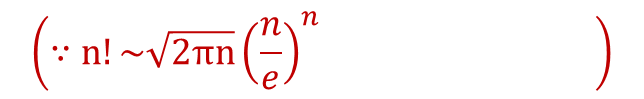 (∵ n! ~√2πn (n/e)^n )